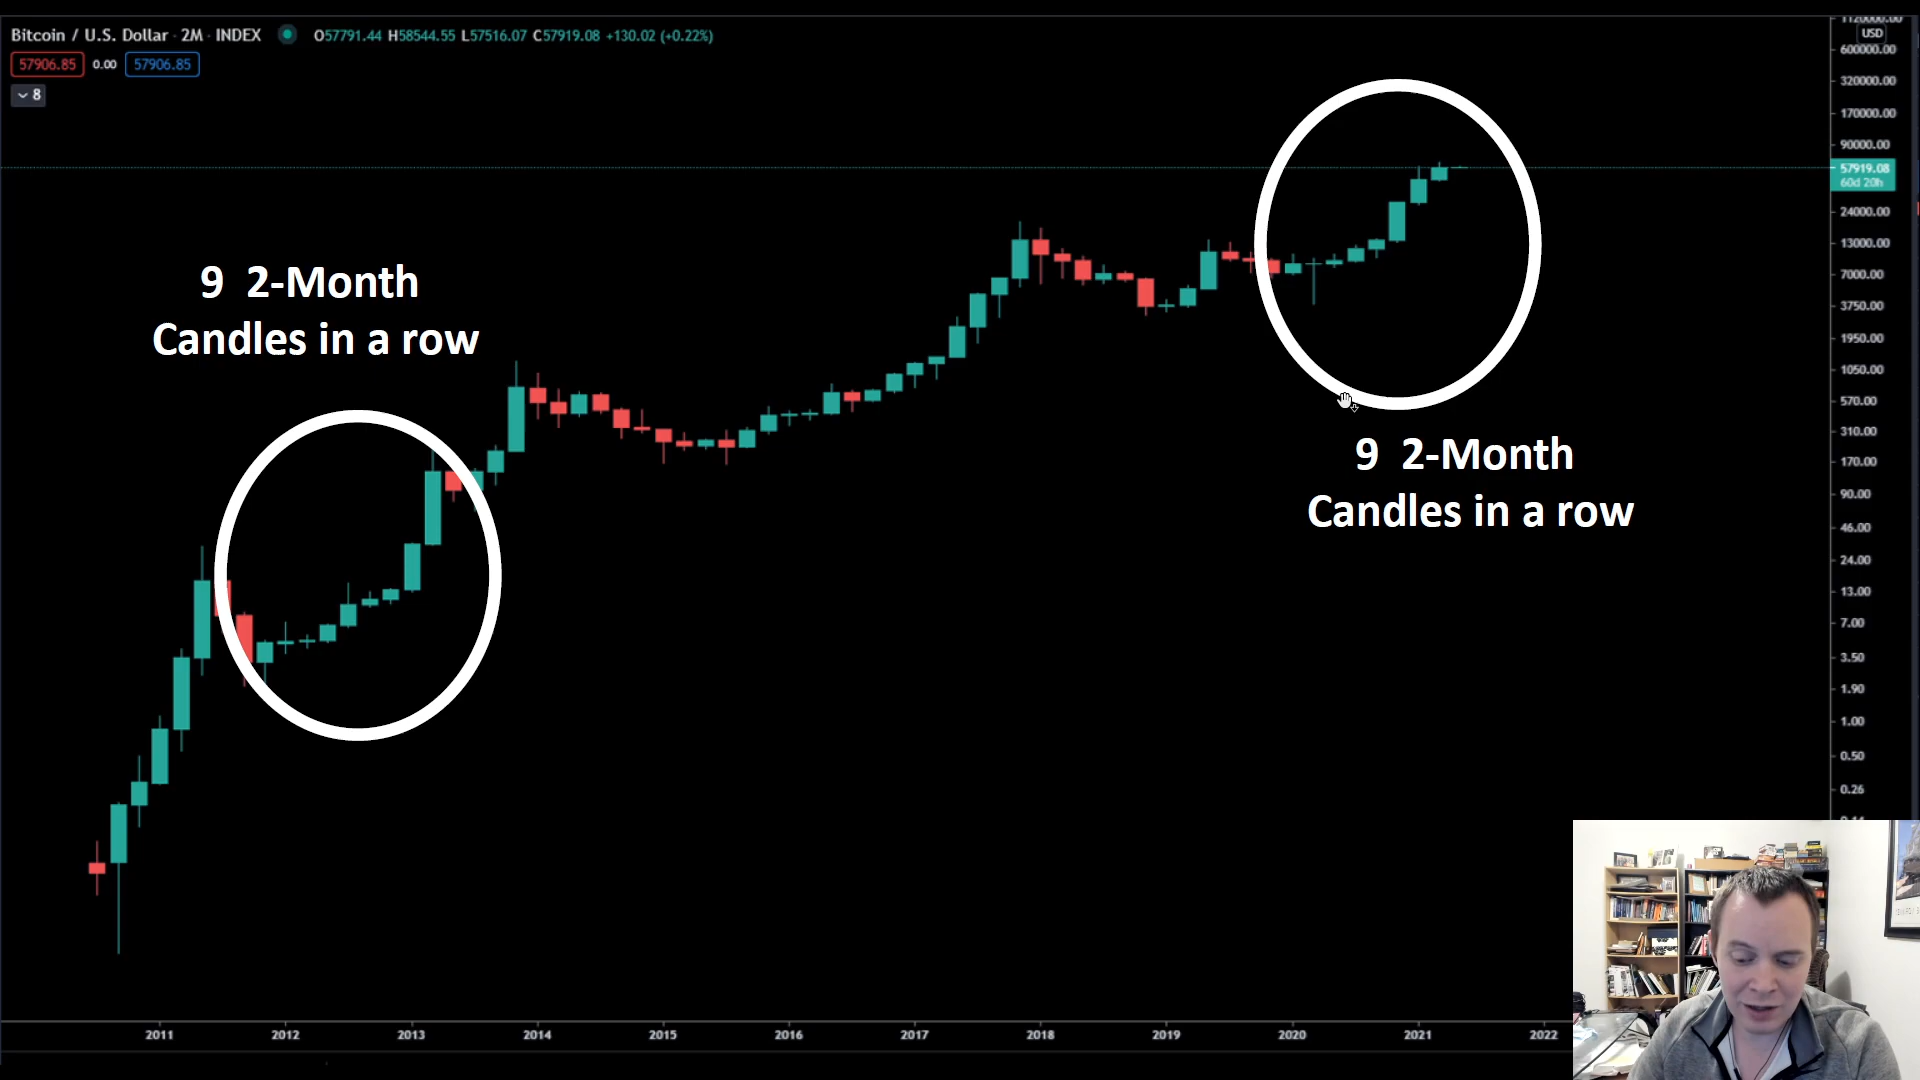 Bitcoin / U.S. Dollar · 2M · INDEX O57791.44 H58544.55 L57516.07 C57919.08 +130.02 (+0.22%)
57906.85 0.00 57906.85
8
9 2-Month
Candles in a row
9 2-Month
Candles in a row
USD
600000.00
320000.00
170000.00
90000.00
57919.08
60d 20h
24000.00
13000.00
7000.00
3750.00
1950.00
1050.00
570.00
310.00
170.00
90.00
46.00
24.00
13.00
7.00
3.50
1.90
1.00
0.50
0.26
2011 2012 2013 2014 2015 2016 2017 2018 2019 2020 2021 2022